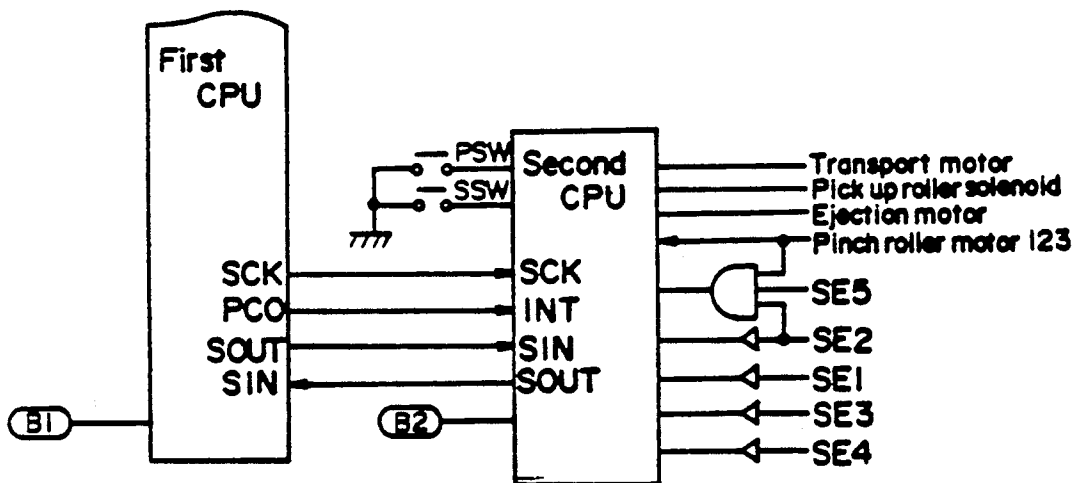 First
CPU
PSW
SSW
Second
CPU
Transport motor
Pick up roller solenoid
Ejection motor
Pinch roller motor 123
SCK
PCO
SOUT
SIN
SCK
INT
SIN
SOUT
SE5
SE2
SE1
SE3
SE4
B1
B2